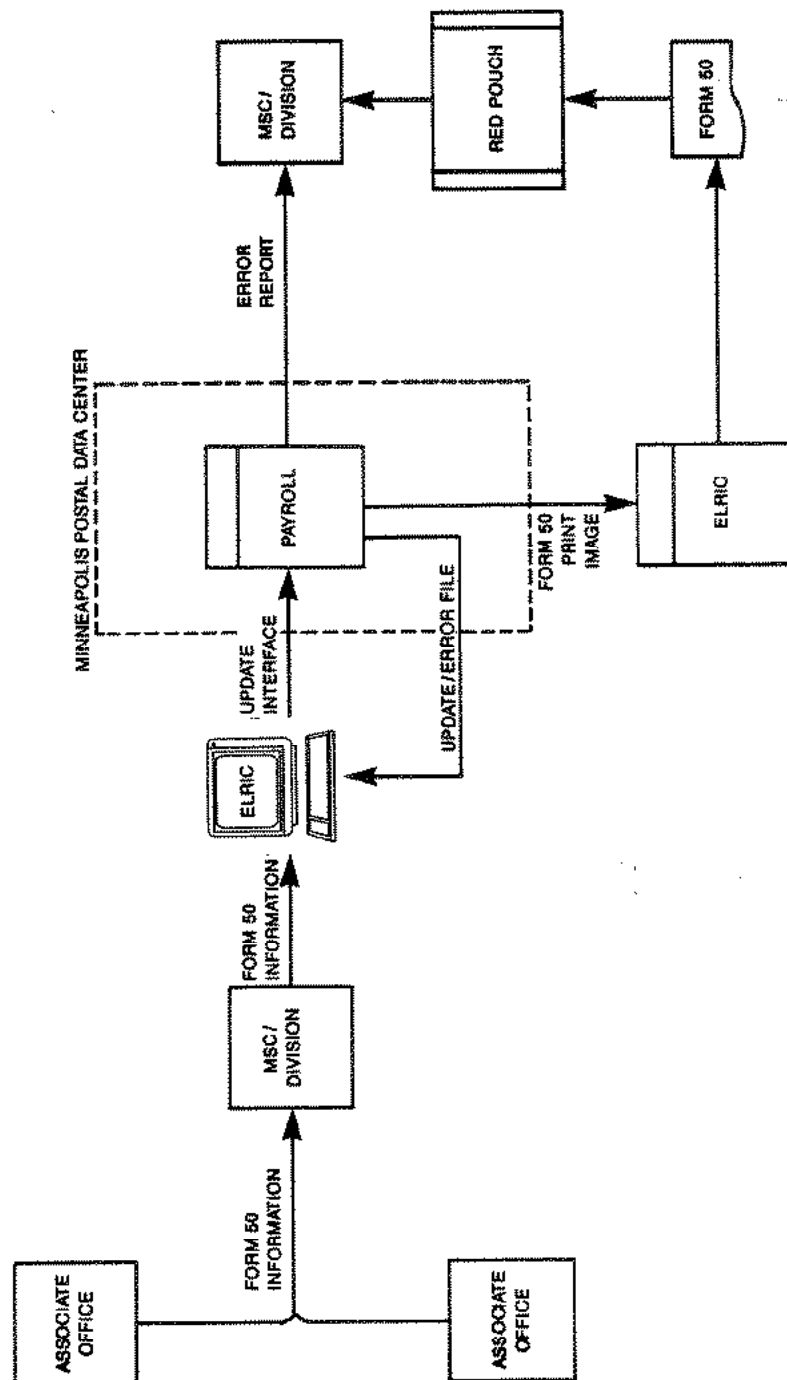 ASSOCIATE
OFFICE
ASSOCIATE
OFFICE
FORM 50
INFORMATION
MSC/
DIVISION
FORM 50
INFORMATION
ELRIC
UPDATE
INTERFACE
MINNEAPOLIS POSTAL DATA CENTER
PAYROLL
UPDATE/ERROR FILE
FORM 50
PRINT
IMAGE
ELRIC
ERROR
REPORT
MSC/
DIVISION
RED POUCH
FORM 50